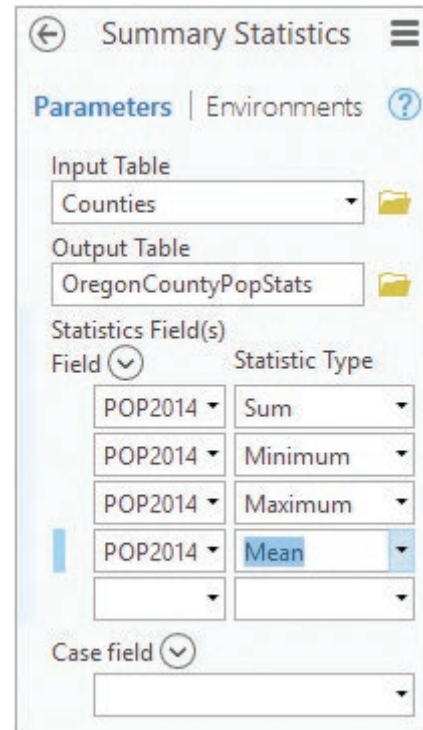 Summary Statistics
Parameters | Environments ?
Input Table
Counties
Output Table
OregonCountyPopStats
Statistics Field(s)
Field Statistic Type
POP2014 Sum
POP2014 Minimum
POP2014 Maximum
POP2014 Mean
Case field